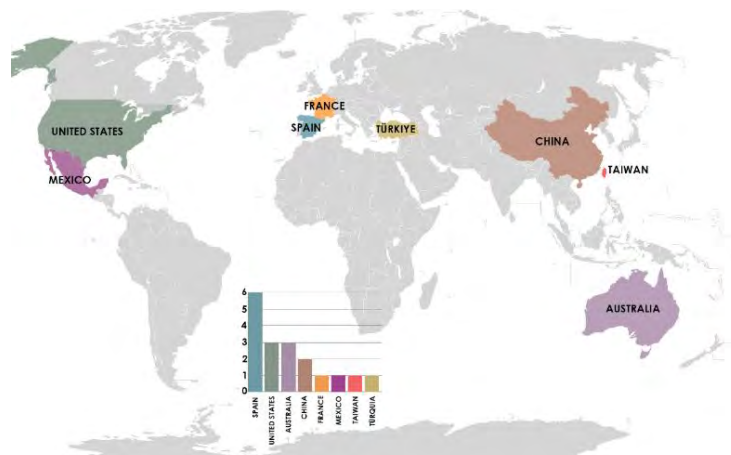 FRANCE
UNITED STATES
SPAIN
TÜRKIYE
CHINA
MEXICO
TAIWAN
AUSTRALIA
6
5
4
3
2
1
0
SPAIN
UNITED STATES
AUSTRALIA
CHINA
FRANCE
MEXICO
TAIWAN
TURQUIA